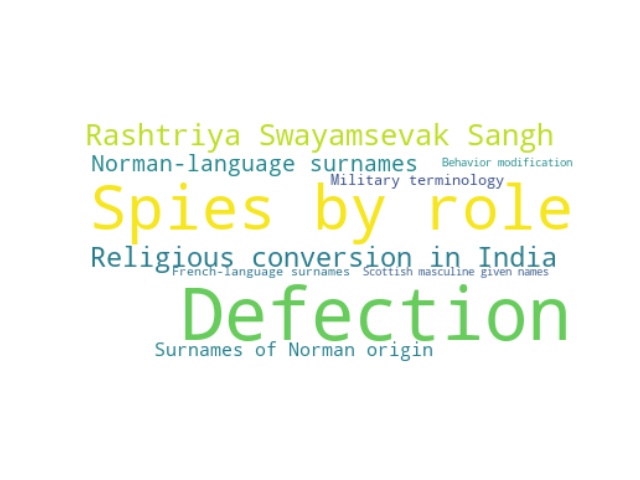 Rashtriya Swayamsevak Sangh
Norman-language surnames
Behavior modification
Military terminology
Spies by role
Religious conversion in India
French-language surnames
Scottish masculine given names
Defection
Surnames of Norman origin